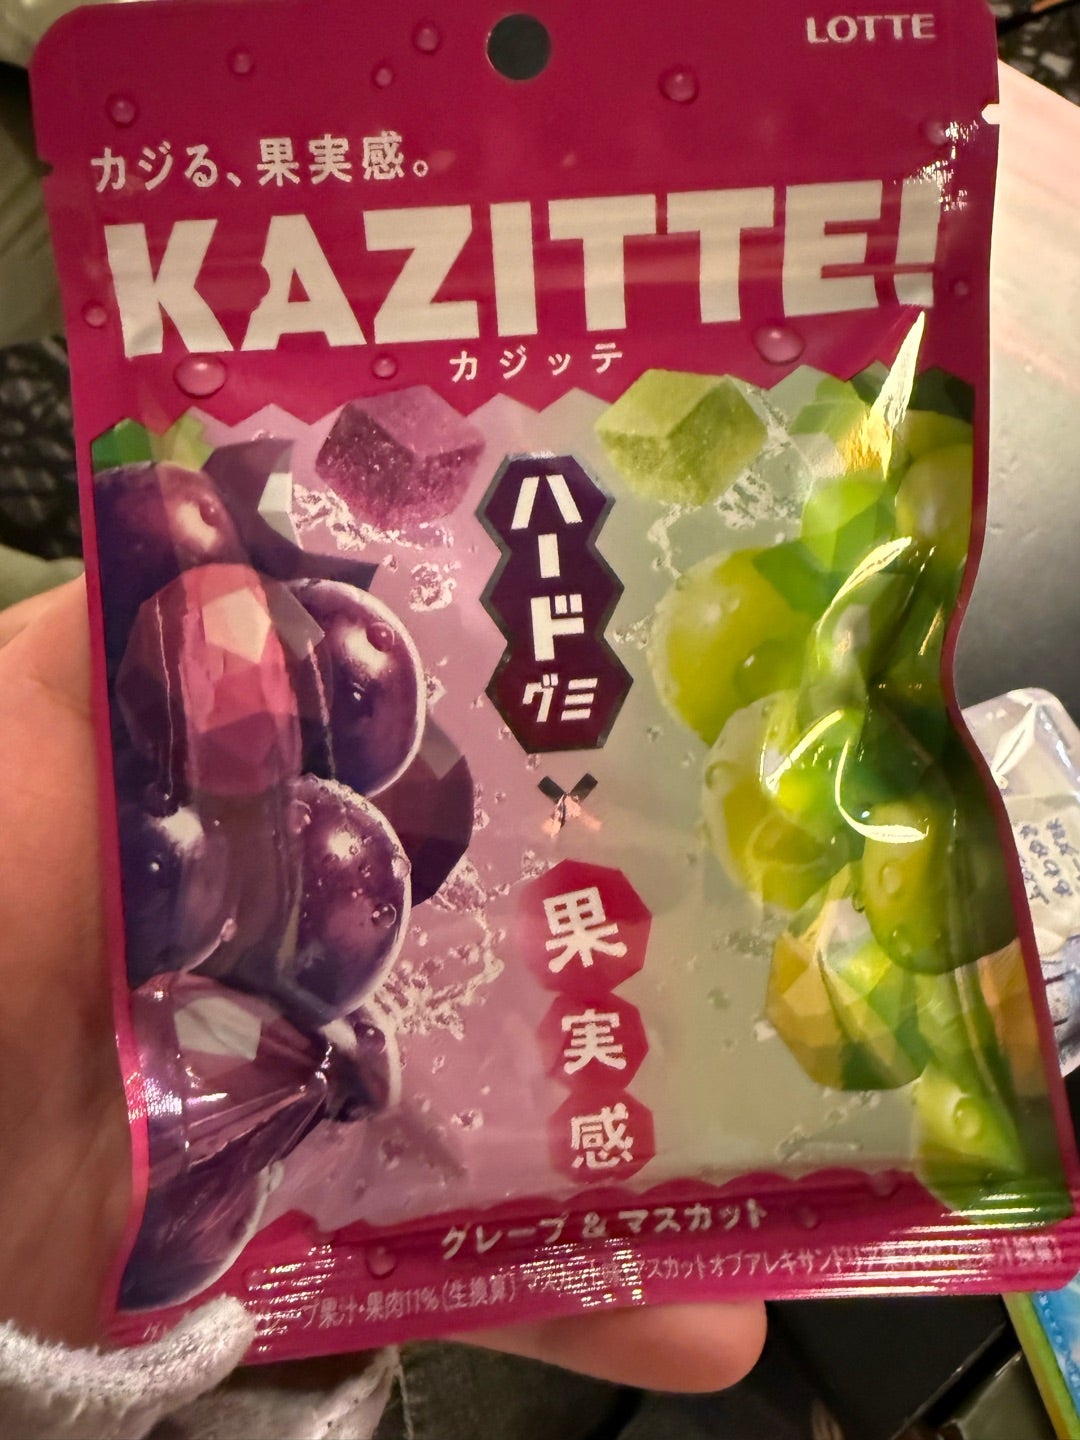 LOTTE
カジる、果実感。
KAZITTE!
カジッテ
ハードグミ
×
果実感
グレープ & マスカット
果汁・果肉11%(生換算) マスカットオブアレキサンドリア